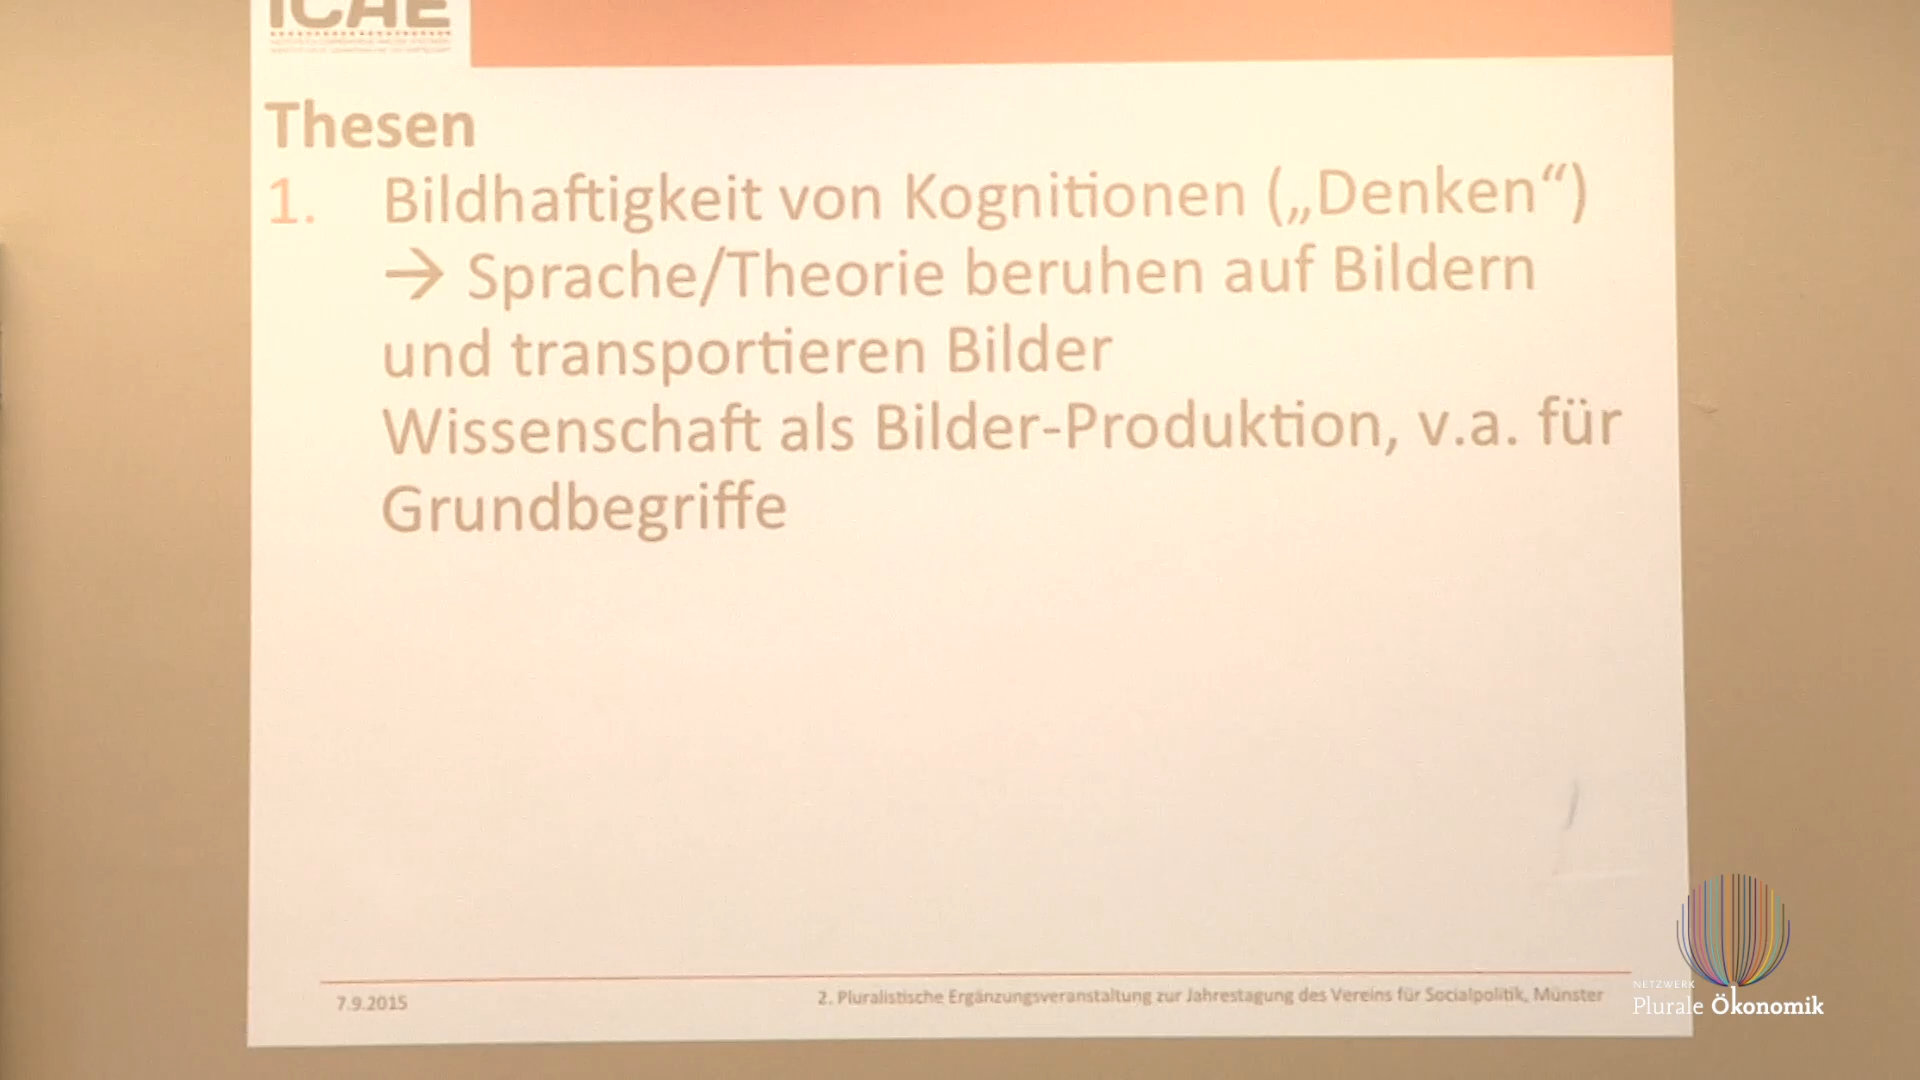 ICAE
Thesen
1. Bildhaftigkeit von Kognitionen („Denken“)
→ Sprache/Theorie beruhen auf Bildern
und transportieren Bilder
Wissenschaft als Bilder-Produktion, v.a. für
Grundbegriffe
7.9.2015
2. Pluralistische Ergänzungsveranstaltung zur Jahrestagung des Vereins für Socialpolitik, Münster
NETZWERK
Plurale Ökonomik